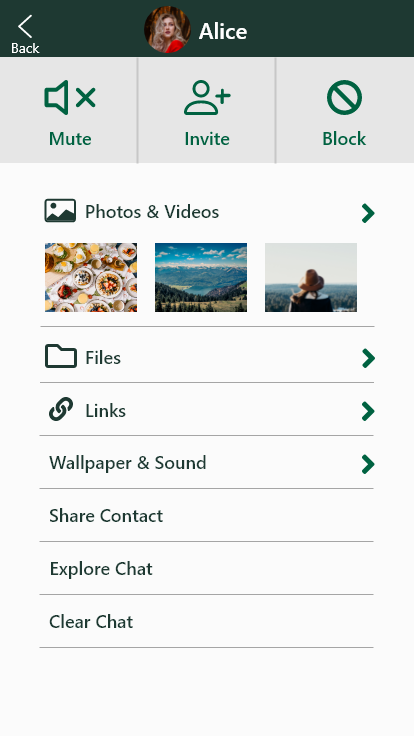 Back
Alice
Mute
Invite
Block
Photos & Videos
Files
Links
Wallpaper & Sound
Share Contact
Explore Chat
Clear Chat